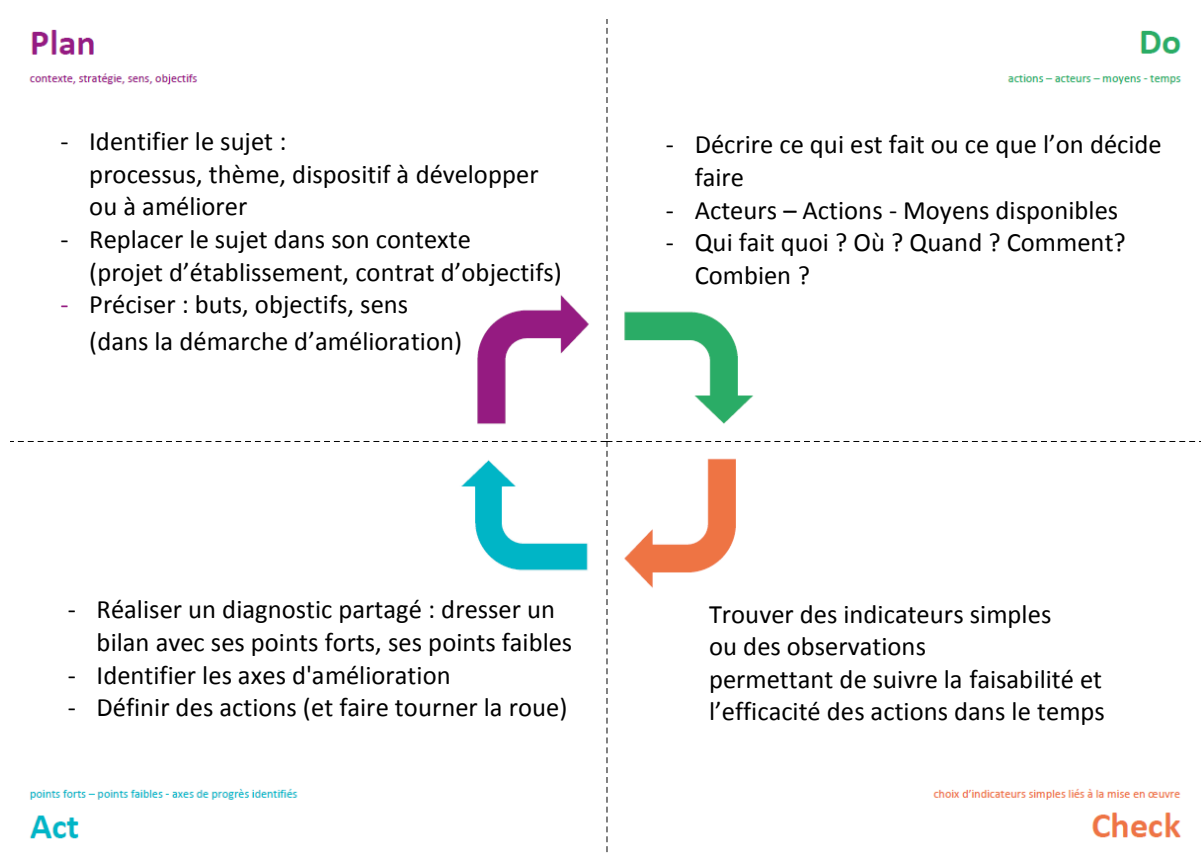 Plan
contexte, stratégie, sens, objectifs
- Identifier le sujet :
processus, thème, dispositif à développer
ou à améliorer
- Replacer le sujet dans son contexte
(projet d’établissement, contrat d’objectifs)
- Préciser : buts, objectifs, sens
(dans la démarche d’amélioration)
Do
actions – acteurs – moyens - temps
- Décrire ce qui est fait ou ce que l’on décide
faire
- Acteurs – Actions - Moyens disponibles
- Qui fait quoi ? Où ? Quand ? Comment?
Combien ?
- Réaliser un diagnostic partagé : dresser un
bilan avec ses points forts, ses points faibles
- Identifier les axes d'amélioration
- Définir des actions (et faire tourner la roue)
points forts – points faibles - axes de progrès identifiés
Act
Trouver des indicateurs simples
ou des observations
permettant de suivre la faisabilité et
l’efficacité des actions dans le temps
choix d’indicateurs simples liés à la mise en œuvre
Check